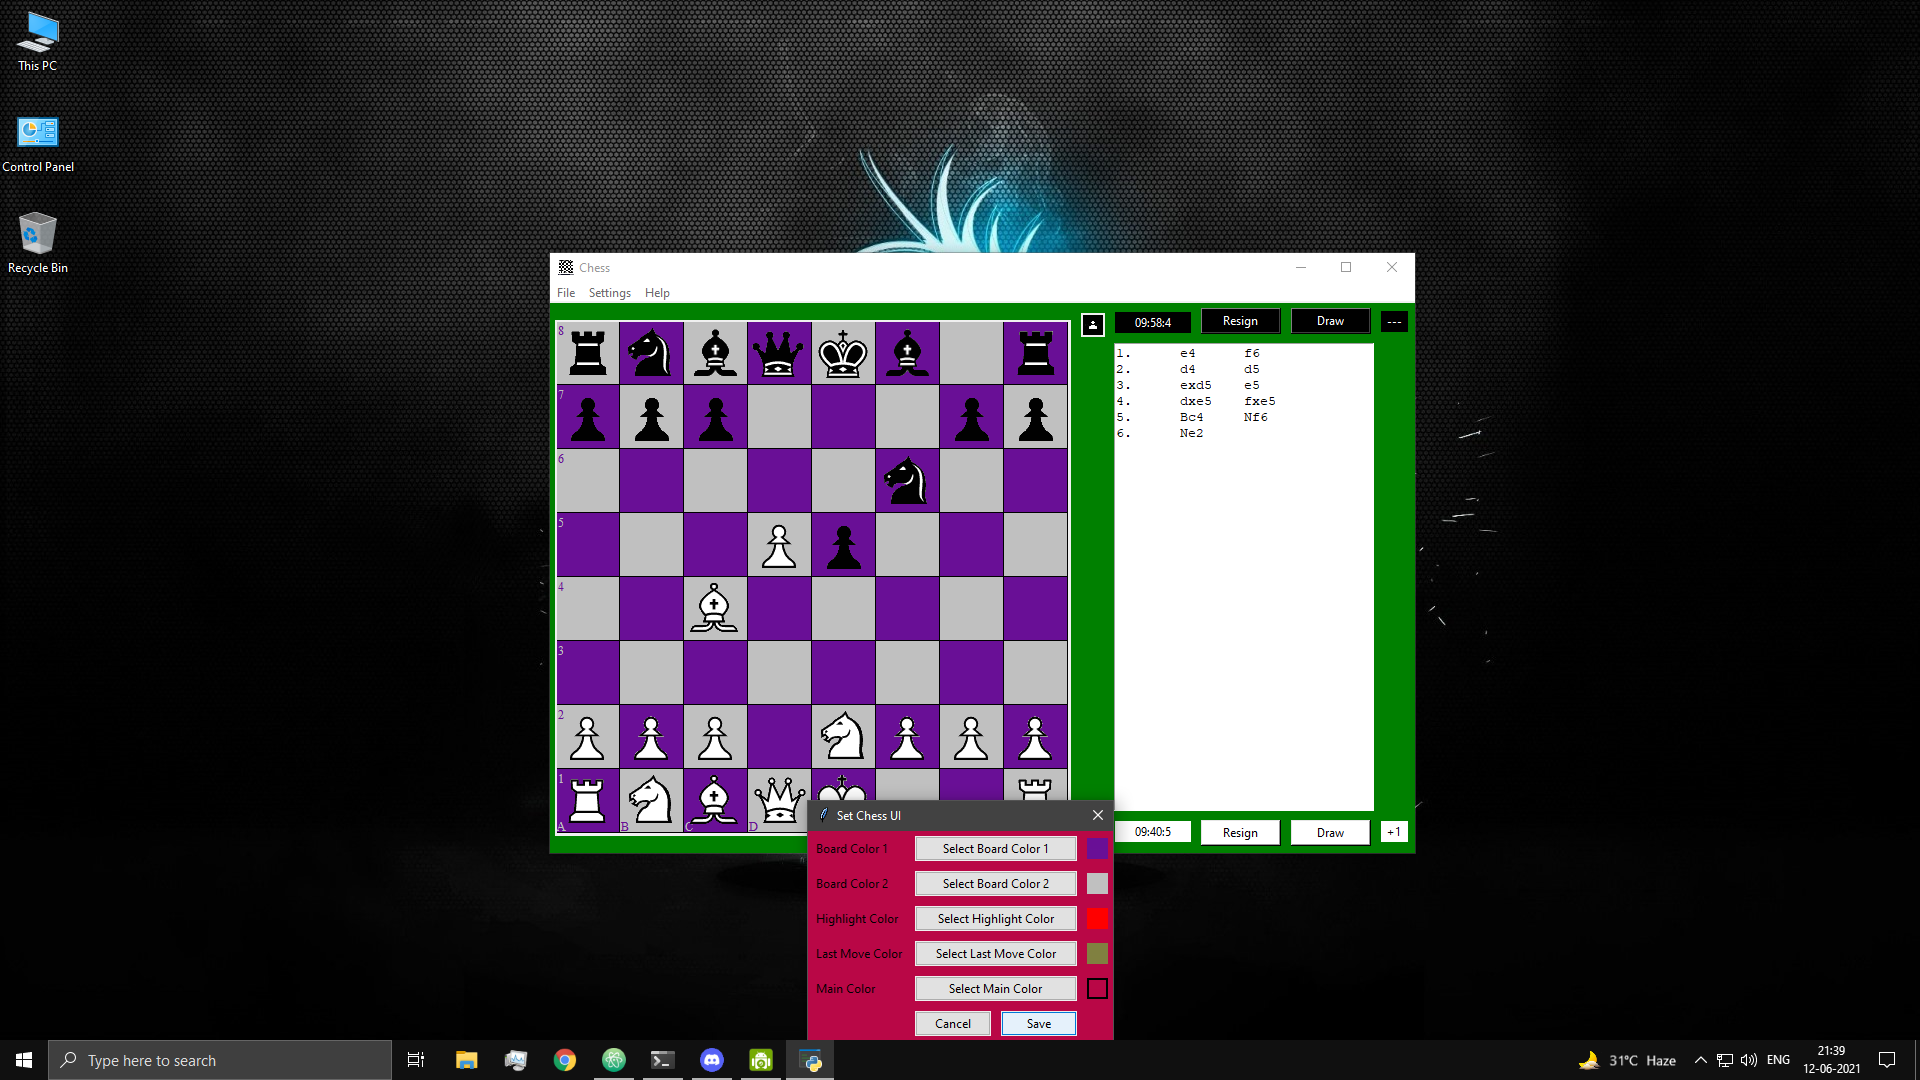 This PC
Control Panel
Recycle Bin
Chess
File Settings Help
8
7
6
5
4
3
2
1
A B C D
09:58:4 Resign Draw ---
1. e4 f6
2. d4 d5
3. exd5 e5
4. dxe5 fxe5
5. Bc4 Nf6
6. Ne2
09:40:5 Resign Draw +1
Set Chess UI
Board Color 1 Select Board Color 1
Board Color 2 Select Board Color 2
Highlight Color Select Highlight Color
Last Move Color Select Last Move Color
Main Color Select Main Color
Cancel Save
Type here to search
31°C Haze
ENG
21:39
12-06-2021